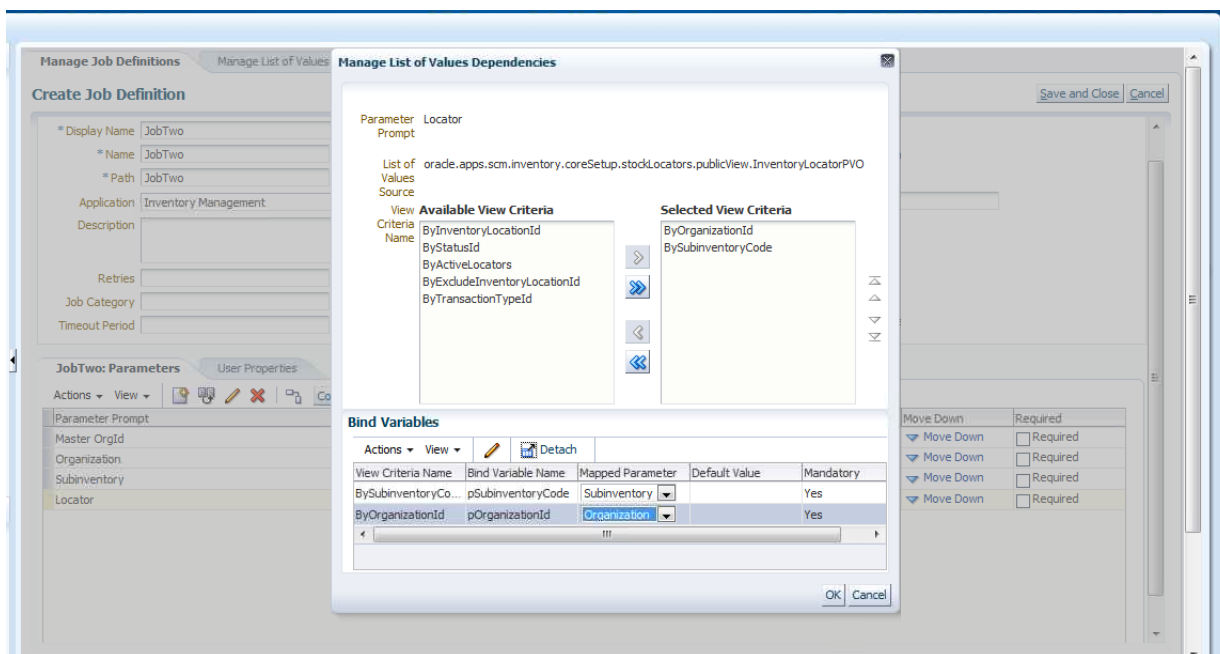 Manage Job Definitions
Manage List of Values
Create Job Definition
Save and Close
Cancel
* Display Name JobTwo
* Name JobTwo
* Path JobTwo
Application Inventory Management
Description
Retries
Job Category
Timeout Period
JobTwo: Parameters
User Properties
Actions View Co
Parameter Prompt
Move Down
Required
Master OrgId
Move Down
Required
Organization
Move Down
Required
Subinventory
Move Down
Required
Locator
Move Down
Required
Manage List of Values Dependencies
Parameter Prompt Locator
List of Values Source oracle.apps.scm.inventory.coreSetup.stockLocators.publicView.InventoryLocatorPVO
View Criteria Name
Available View Criteria
ByInventoryLocationId
ByStatusId
ByActiveLocators
ByExcludeInventoryLocationId
ByTransactionTypeId
Selected View Criteria
ByOrganizationId
BySubinventoryCode
Bind Variables
Actions View Detach
View Criteria Name Bind Variable Name Mapped Parameter Default Value Mandatory
BySubinventoryCo... pSubinventoryCode Subinventory Yes
ByOrganizationId pOrganizationId Organization Yes
OK Cancel